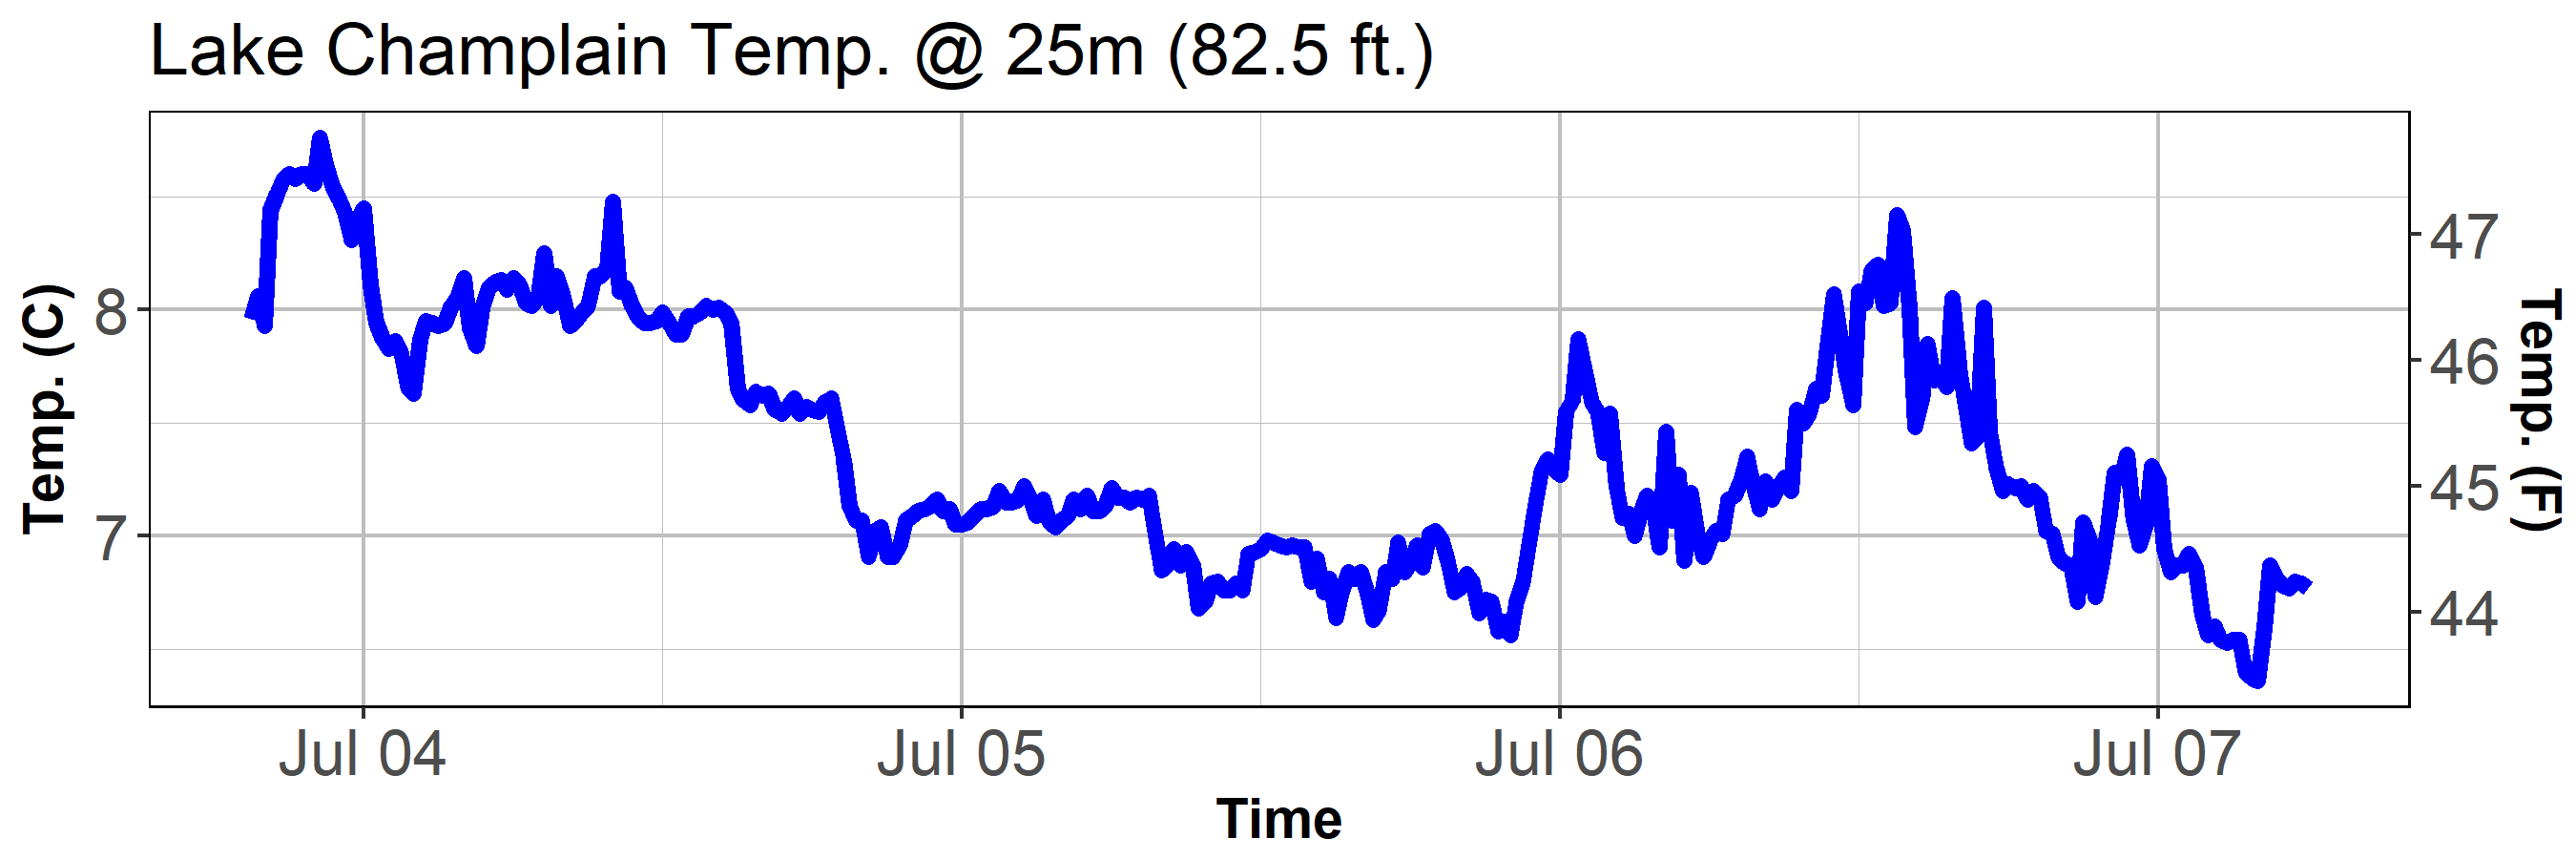 Lake Champlain Temp. @ 25m (82.5 ft.)
Temp. (C)
8
7
47
46
45
44
Temp. (F)
Jul 04 Jul 05 Jul 06 Jul 07
Time